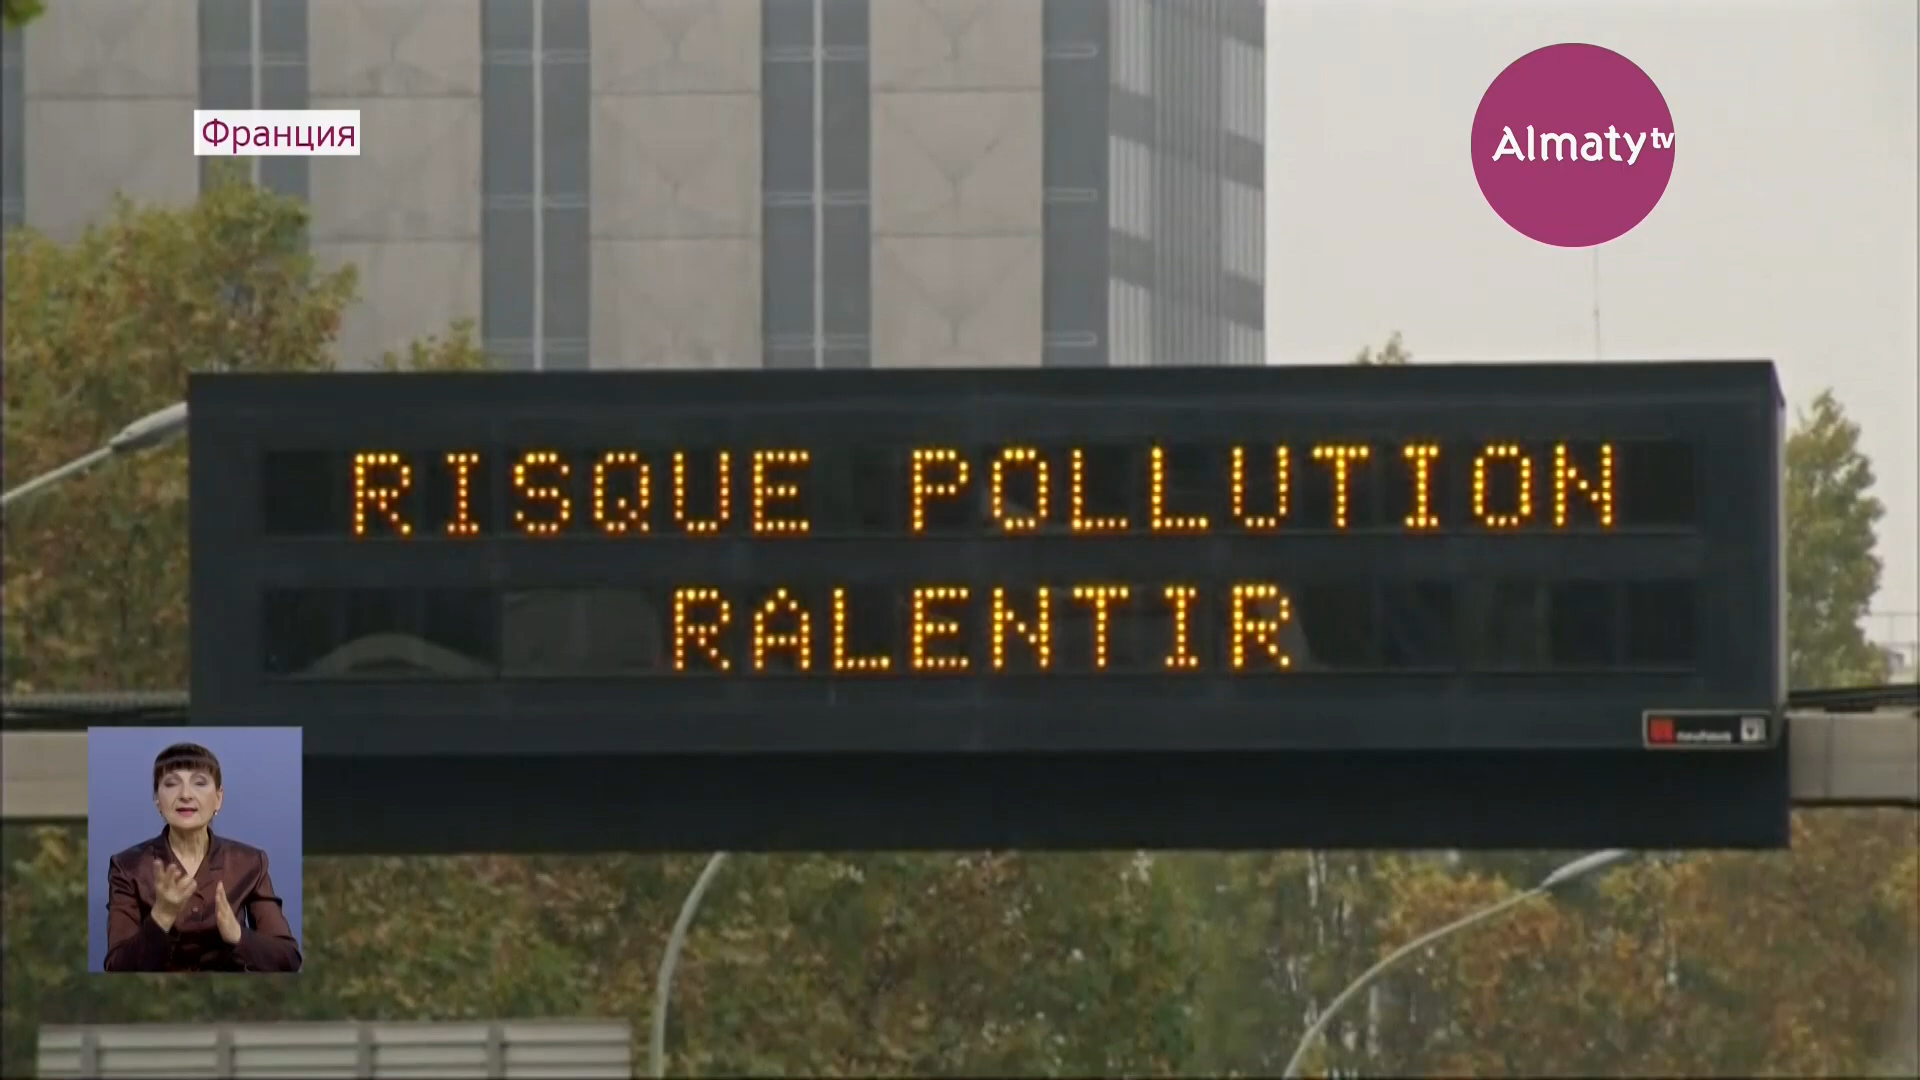 Франция
Almaty tv
RISQUE POLLUTION
RALENTIR